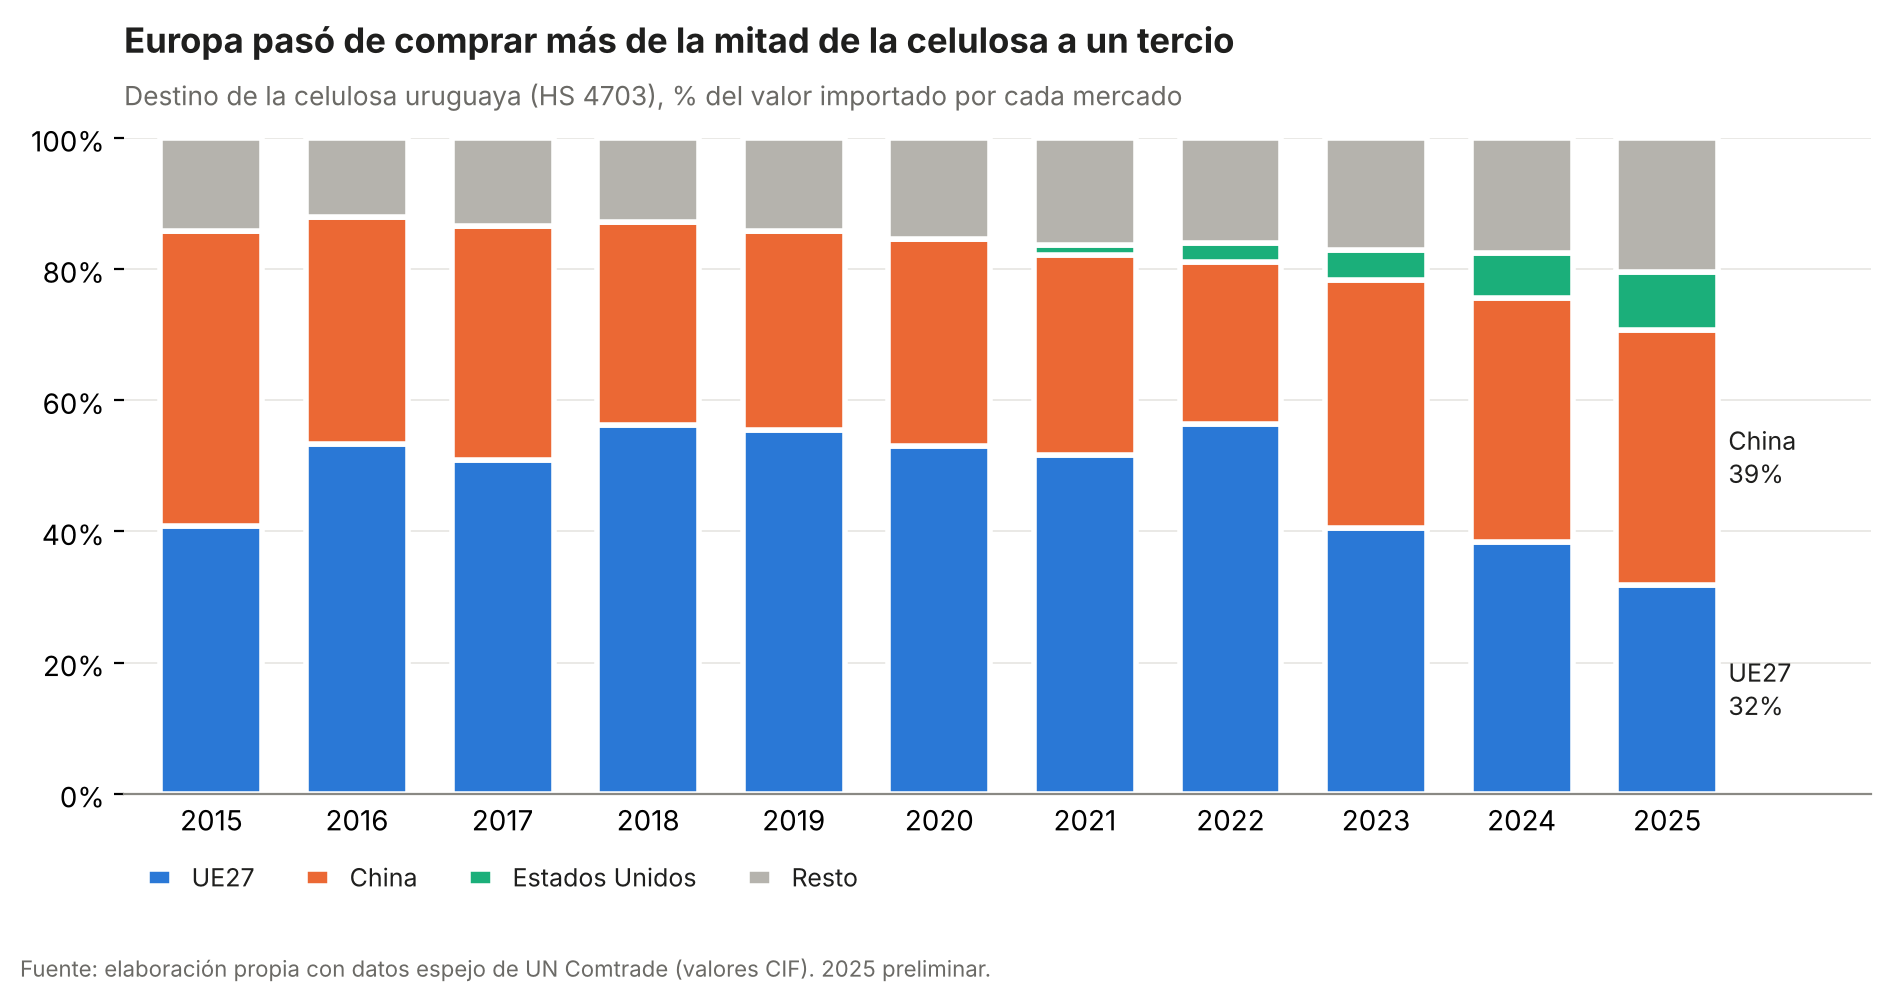 Europa pasó de comprar más de la mitad de la celulosa a un tercio
Destino de la celulosa uruguaya (HS 4703), % del valor importado por cada mercado
100%
80%
60%
40%
20%
0%
China
39%
UE27
32%
2015 2016 2017 2018 2019 2020 2021 2022 2023 2024 2025
UE27 China Estados Unidos Resto
Fuente: elaboración propia con datos espejo de UN Comtrade (valores CIF). 2025 preliminar.